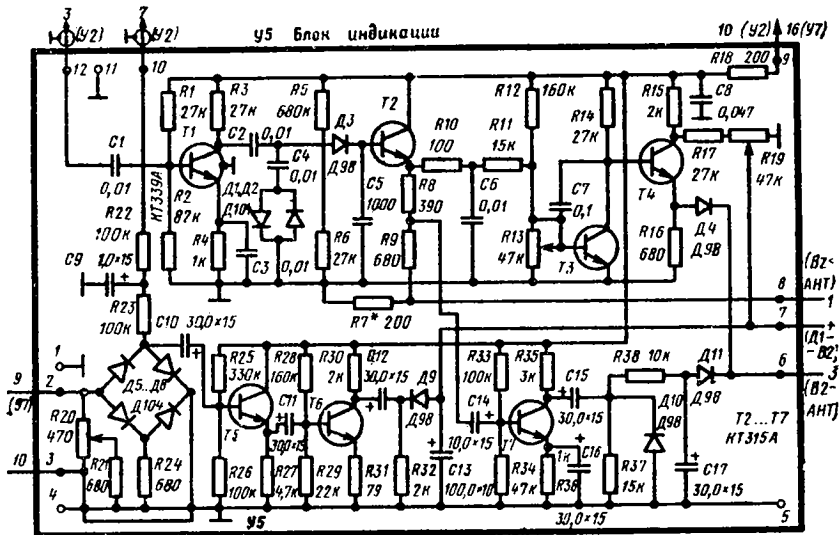 3 (У2) 7 (У2) У5 Блок индикации 10 (У2) 16(У7)
12 11 10 R18 200 9
R1 27к R3 27к R5 680к R12 160к R15 2к C8 0,047
T1 C2 0,01 Д3 T2 R10 100 R11 15к R14 27к
C1 0,01 C4 0,01 Д9В T4 R17 27к R19 47к
R2 82к КТ339А Д1,Д2 Д101 C5 1000 R8 390 C6 0,01 C7 0,1
R22 100к R4 1к C3 0,01 R6 27к R9 680 R13 47к T3 R16 680 Д4 Д9В
C9 1,0×15
R23 100к R7* 200 8 (В2< АНТ) 1
C10 30,0×15 7 (Д1- -В2) +
1 R25 330к R28 160к R30 2к C12 30,0×15 Д9 Д9В R33 100к R35 3к C15 30,0×15 R38 10к Д11 Д9В 6 3 (В2- АНТ)
9 (У7) 2 Д5...Д8 Д104 T5 C11 30,0×15 T6 C14 10,0×15 T7 Д10 Д9В T2...T7 КТ315А
R20 470 R21 680 R24 680 R26 100к R27 4,7к R29 22к R31 79 R32 2к C13 100,0×10 R34 47к 1к R36 C16 30,0×15 R37 15к C17 30,0×15
10 3
4 У5 5